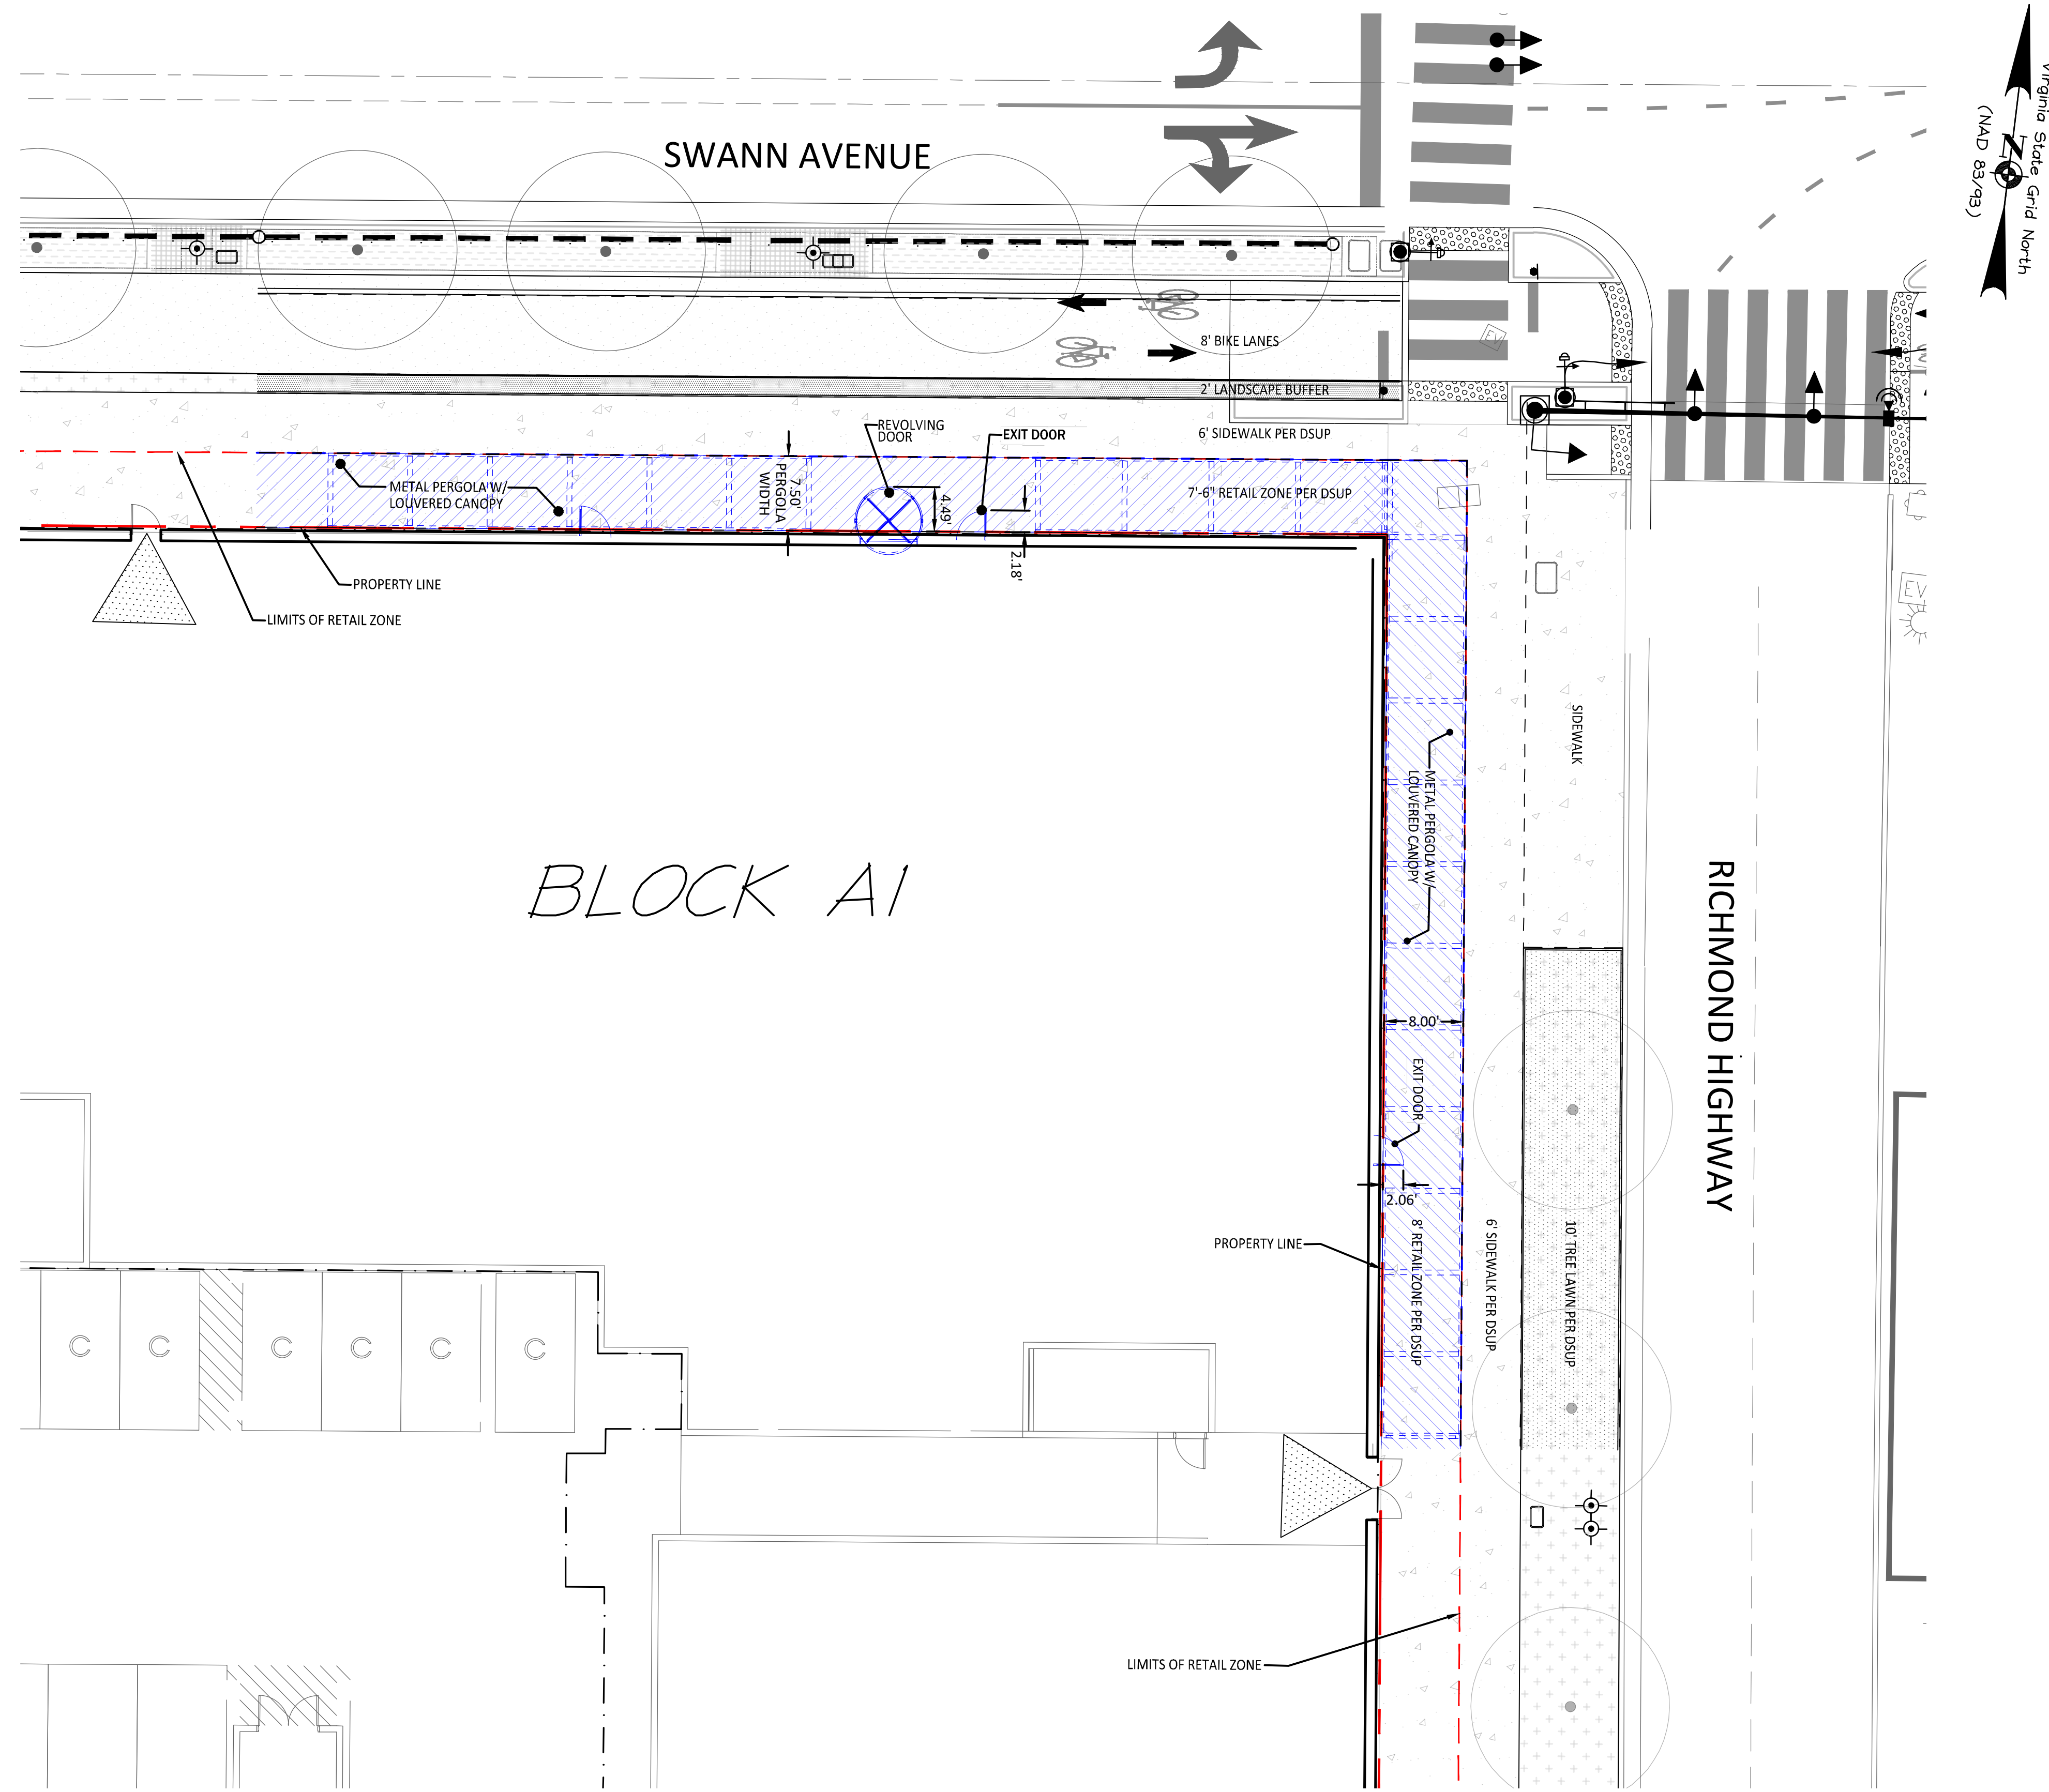 Virginia State Grid North
(NAD 83/93)
N
SWANN AVENUE
8' BIKE LANES
EV
2' LANDSCAPE BUFFER
REVOLVING
DOOR
EXIT DOOR
6' SIDEWALK PER DSUP
METAL PERGOLA W/
LOUVERED CANOPY
7.50'
PERGOLA
WIDTH
4.49'
7'-6" RETAIL ZONE PER DSUP
2.18'
PROPERTY LINE
LIMITS OF RETAIL ZONE
EV
SIDEWALK
METAL PERGOLA W/
LOUVERED CANOPY
BLOCK A1
RICHMOND HIGHWAY
8.00'
EXIT DOOR
2.06'
PROPERTY LINE
8' RETAIL ZONE PER DSUP
6' SIDEWALK PER DSUP
10' TREE LAWN PER DSUP
C C C C C C
LIMITS OF RETAIL ZONE